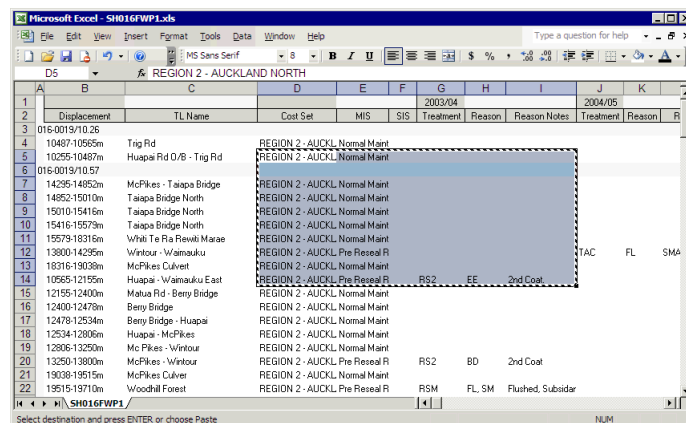 Microsoft Excel - SH016FWP1.xls
File Edit View Insert Format Tools Data Window Help Type a question for help
MS Sans Serif 8 B I U $ % ,
D5 fx REGION 2 - AUCKLAND NORTH
A B C D E F G H I J K
1 2003/04 2004/05
2 Displacement TL Name Cost Set MIS SIS Treatment Reason Reason Notes Treatment Reason R
3 016-0019/10.26
4 10487-10565m Trig Rd REGION 2 - AUCKL Normal Maint
5 10255-10487m Huapai Rd O/B - Trig Rd REGION 2 - AUCKL Normal Maint
6 016-0019/10.57
7 14295-14852m McPikes - Taiapa Bridge REGION 2 - AUCKL Normal Maint
8 14852-15010m Taiapa Bridge North REGION 2 - AUCKL Normal Maint
9 15010-15416m Taiapa Bridge North REGION 2 - AUCKL Normal Maint
10 15416-15579m Taiapa Bridge North REGION 2 - AUCKL Normal Maint
11 15579-18316m Whiti Te Ra Rewiti Marae REGION 2 - AUCKL Normal Maint
12 13800-14295m Wintour - Waimauku REGION 2 - AUCKL Pre Reseal R TAC FL SMA
13 18316-19038m McPikes Culvert REGION 2 - AUCKL Normal Maint
14 10565-12155m Huapai - Waimauku East REGION 2 - AUCKL Pre Reseal R RS2 EE 2nd Coat.
15 12155-12400m Matua Rd - Berry Bridge REGION 2 - AUCKL Normal Maint
16 12400-12478m Berry Bridge REGION 2 - AUCKL Normal Maint
17 12478-12534m Berry Bridge - Huapai REGION 2 - AUCKL Normal Maint
18 12534-12806m Huapai - McPikes REGION 2 - AUCKL Normal Maint
19 12806-13250m Mc Pikes - Wintour REGION 2 - AUCKL Normal Maint
20 13250-13800m McPikes - Wintour REGION 2 - AUCKL Pre Reseal R RS2 BD 2nd Coat
21 19038-19515m McPikes Culver REGION 2 - AUCKL Normal Maint
22 19515-19710m Woodhill Forest REGION 2 - AUCKL Pre Reseal R RSM FL, SM Flushed, Subsidar
SH016FWP1
Select destination and press ENTER or choose Paste NUM